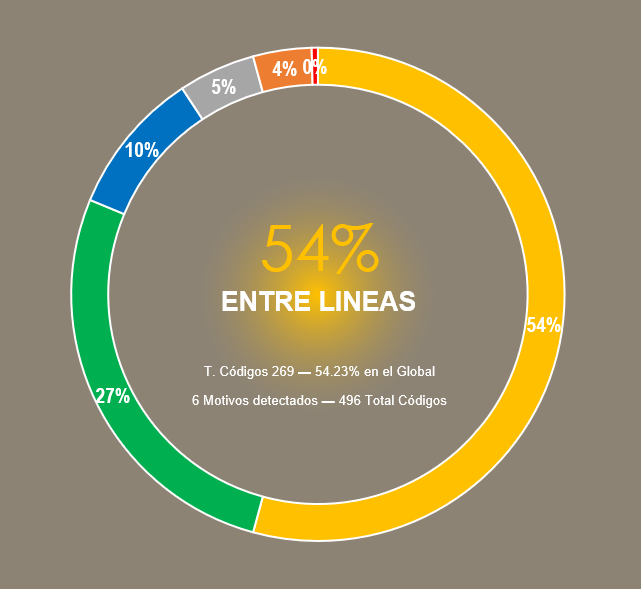 4% 0%
5%
10%
54%
ENTRE LINEAS
54%
T. Códigos 269 — 54.23% en el Global
27%
6 Motivos detectados — 496 Total Códigos